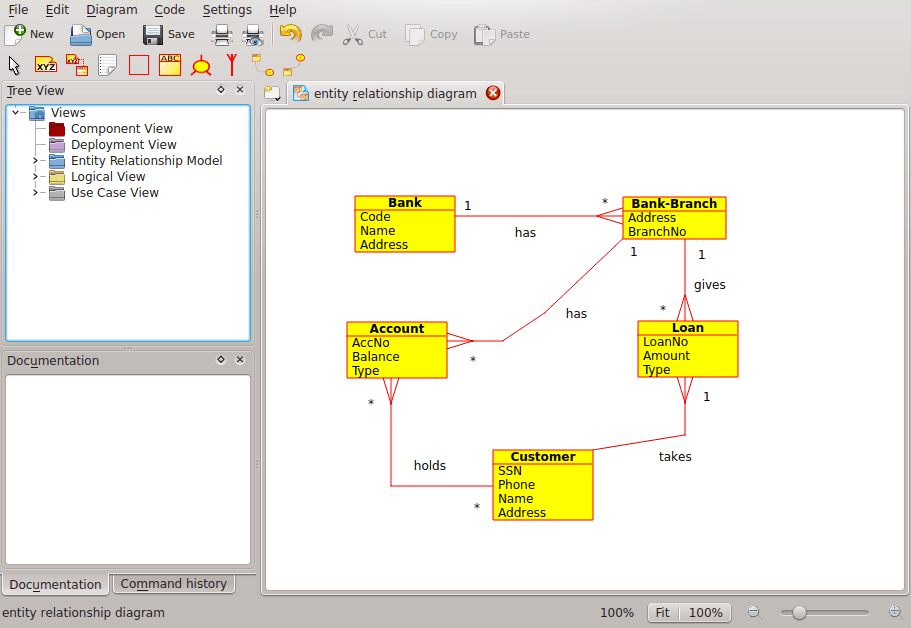 File Edit Diagram Code Settings Help
New Open Save Cut Copy Paste
XYZ XYZ ABC
Tree View
entity relationship diagram
Views
Component View
Deployment View
Entity Relationship Model
Logical View
Use Case View
Bank
Code
Name
Address
1
*
has
Bank-Branch
Address
BranchNo
1
1
has
gives
*
Account
AccNo
Balance
Type
*
*
Loan
LoanNo
Amount
Type
1
takes
holds
*
Customer
SSN
Phone
Name
Address
Documentation
Documentation Command history
entity relationship diagram
100% Fit 100%